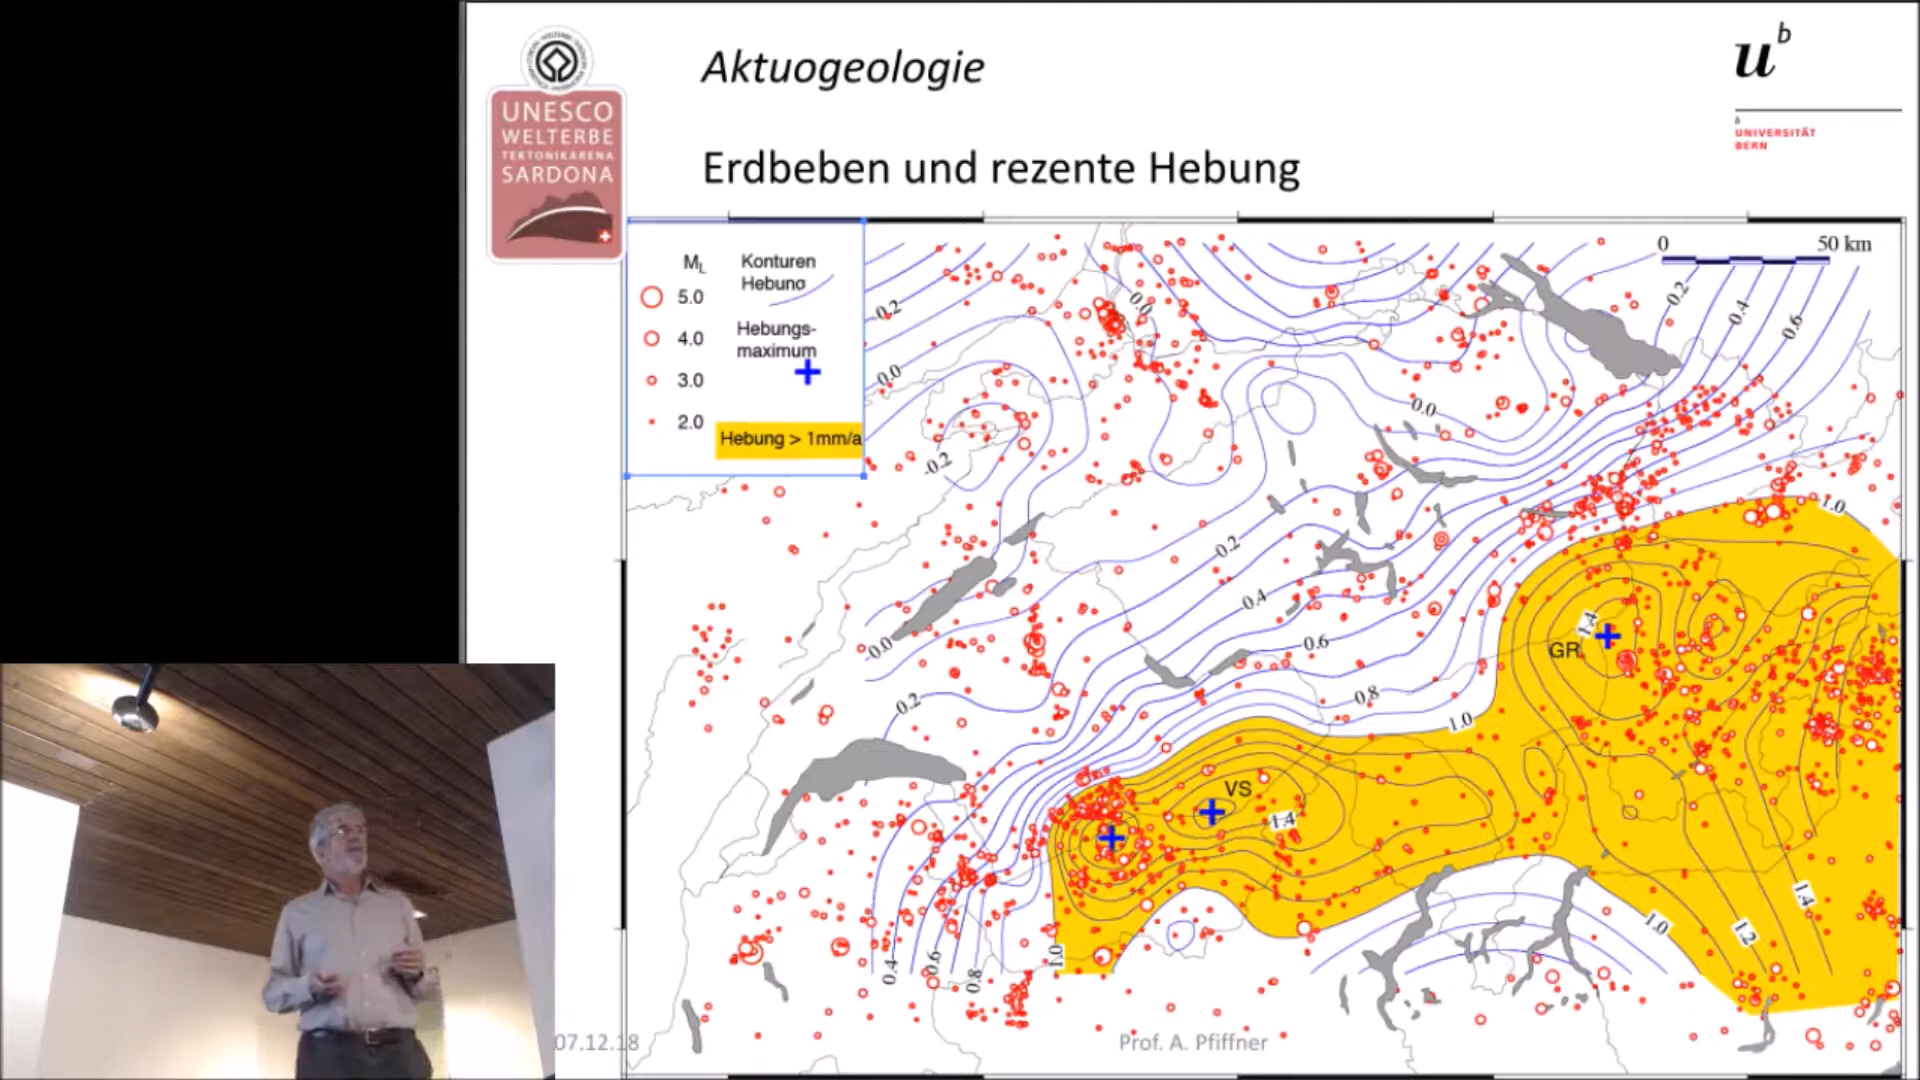 Aktuogeologie
Erdbeben und rezente Hebung
UNESCO
WELTERBE
TEKTONIKARENA
SARDONA
u b
b
UNIVERSITÄT
BERN
ML
5.0
4.0
3.0
2.0
Konturen
Hebung
Hebungs-
maximum
Hebung > 1mm/a
0 50 km
-0.2
0.0
0.0
-0.2
0.0
0.2
0.4
0.6
1.0
0.2
0.4
0.6
0.8
1.0
0.0
0.2
1.4
GR
VS
1.4
0.4
0.6
0.8
1.0
1.0
1.2
1.4
07.12.18
Prof. A. Pfiffner